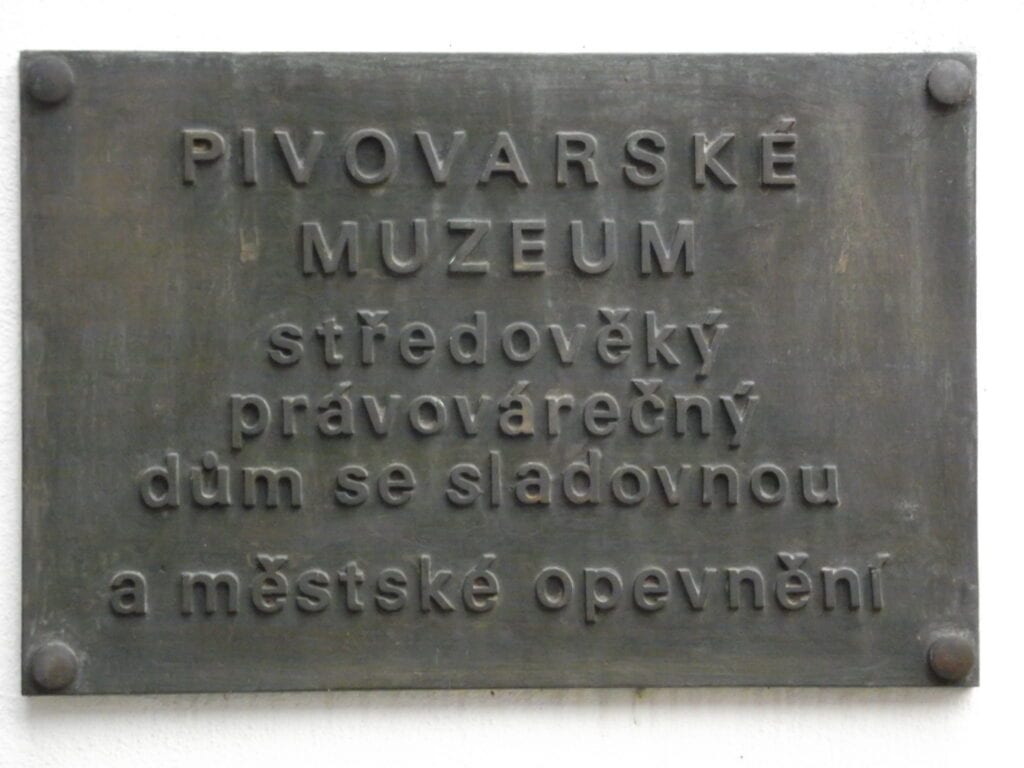 PIVOVARSKÉ
MUZEUM
středověký
právovárečný
dům se sladovnou
a městské opevnění